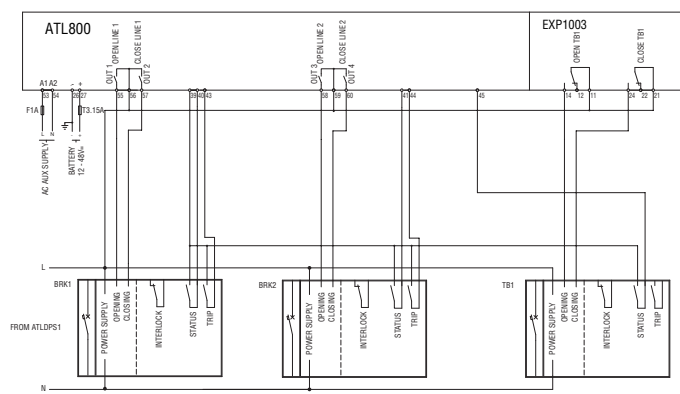 ATL800
EXP1003
OUT 1
OPEN LINE 1
CLOSE LINE1
OUT 2
OUT 3
OPEN LINE 2
CLOSE LINE2
OUT 4
OPEN TB1
CLOSE TB1
A1 A2
- +
53 54 26 27 55 56 57 39 40 43 58 59 60 41 44 45 14 12 11 24 22 21
F1A
T3.15A
L N - +
AC AUX SUPPLY
BATTERY
12 - 48V=
L
BRK1
BRK2
TB1
FROM ATLDPS1
POWER SUPPLY
OPENING
CLOSING
INTERLOCK
STATUS
TRIP
POWER SUPPLY
OPENING
CLOSING
INTERLOCK
STATUS
TRIP
POWER SUPPLY
OPENING
CLOSING
INTERLOCK
STATUS
TRIP
N